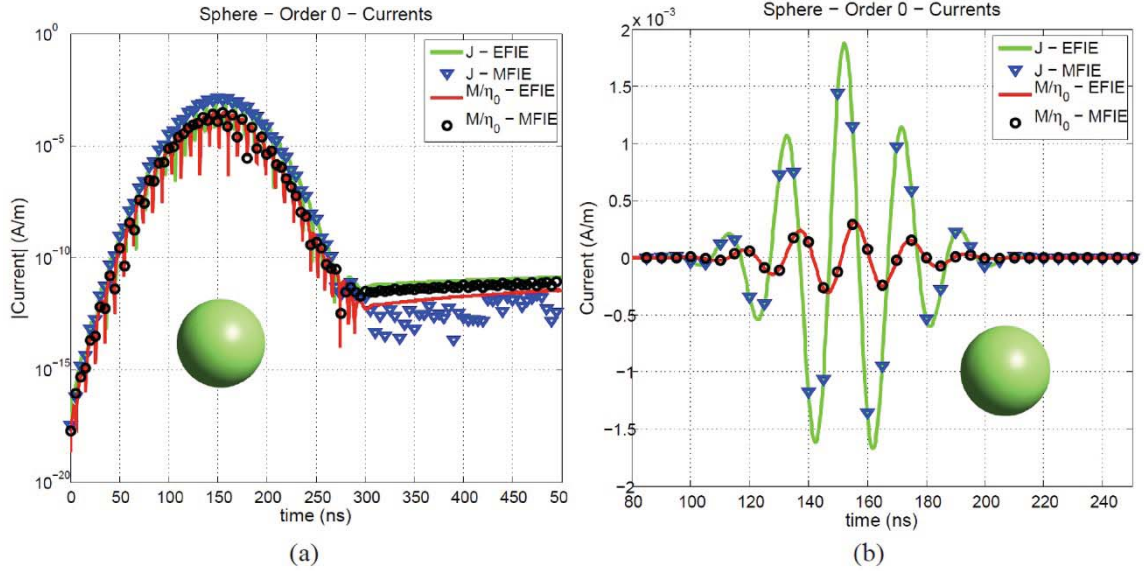 Sphere − Order 0 − Currents
J − EFIE
J − MFIE
M/η0 − EFIE
M/η0 − MFIE
|Current| (A/m)
10^0
10^−5
10^−10
10^−15
10^−20
0 50 100 150 200 250 300 350 400 450 50
time (ns)
(a)
Sphere − Order 0 − Currents
x 10^−3
J − EFIE
J − MFIE
M/η0 − EFIE
M/η0 − MFIE
Current (A/m)
2
1.5
1
0.5
0
−0.5
−1
−1.5
−2
80 100 120 140 160 180 200 220 240
time (ns)
(b)